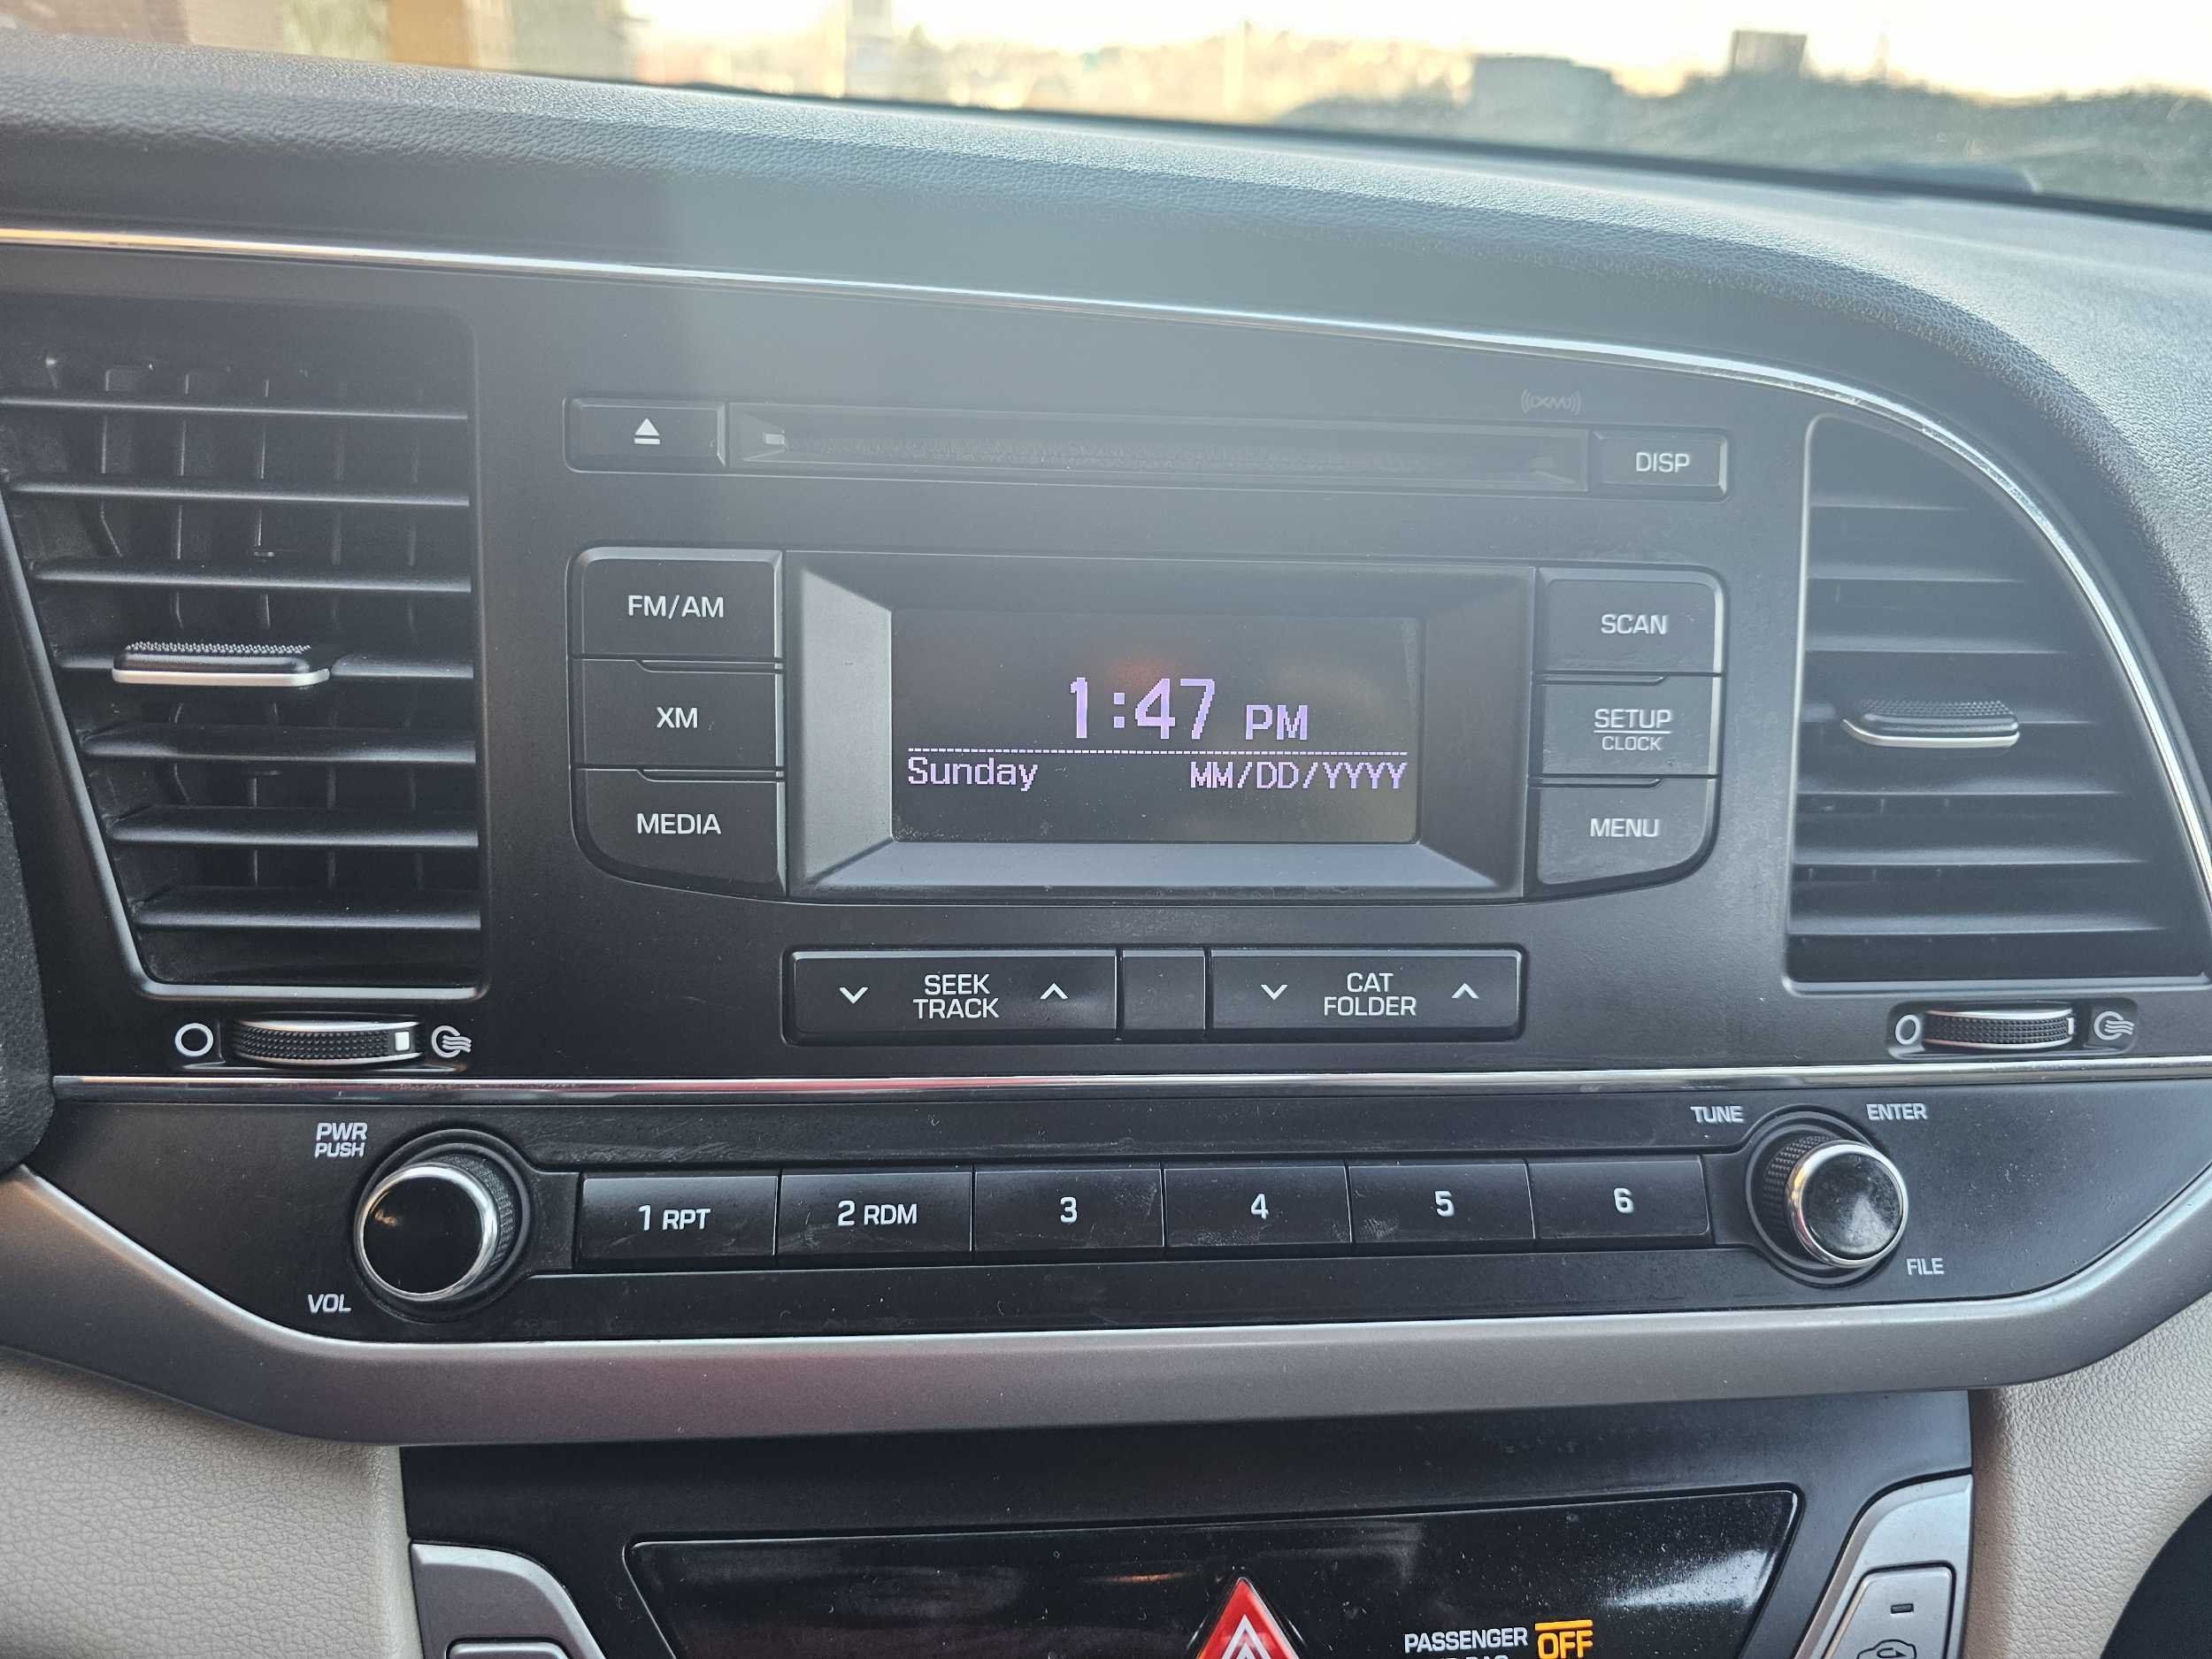 ((XM))
DISP
FM/AM
SCAN
1:47 PM
XM
SETUP
CLOCK
Sunday MM/DD/YYYY
MEDIA
MENU
SEEK
TRACK
CAT
FOLDER
PWR
PUSH
TUNE
ENTER
1 RPT
2 RDM
3
4
5
6
VOL
FILE
PASSENGER OFF